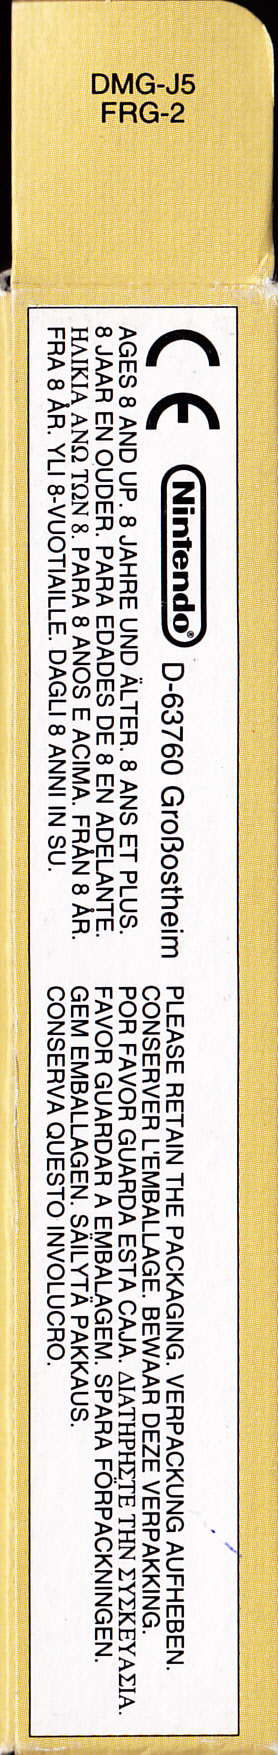 DMG-J5
FRG-2
CE Nintendo® D-63760 Großostheim
AGES 8 AND UP. 8 JAHRE UND ÄLTER. 8 ANS ET PLUS.
8 JAAR EN OUDER. PARA EDADES DE 8 EN ADELANTE.
ΗΛΙΚΙΑ ΑΝΩ ΤΩΝ 8. PARA 8 ANOS E ACIMA. FRÅN 8 ÅR.
FRA 8 ÅR. YLI 8-VUOTIAILLE. DAGLI 8 ANNI IN SU.
PLEASE RETAIN THE PACKAGING. VERPACKUNG AUFHEBEN.
CONSERVER L'EMBALLAGE. BEWAAR DEZE VERPAKKING.
POR FAVOR GUARDA ESTA CAJA. ΔΙΑΤΗΡΗΣΤΕ ΤΗΝ ΣΥΣΚΕΥΑΣΙΑ.
FAVOR GUARDAR A EMBALAGEM. SPARA FÖRPACKNINGEN.
GEM EMBALLAGEN. SÄILYTÄ PAKKAUS.
CONSERVA QUESTO INVOLUCRO.